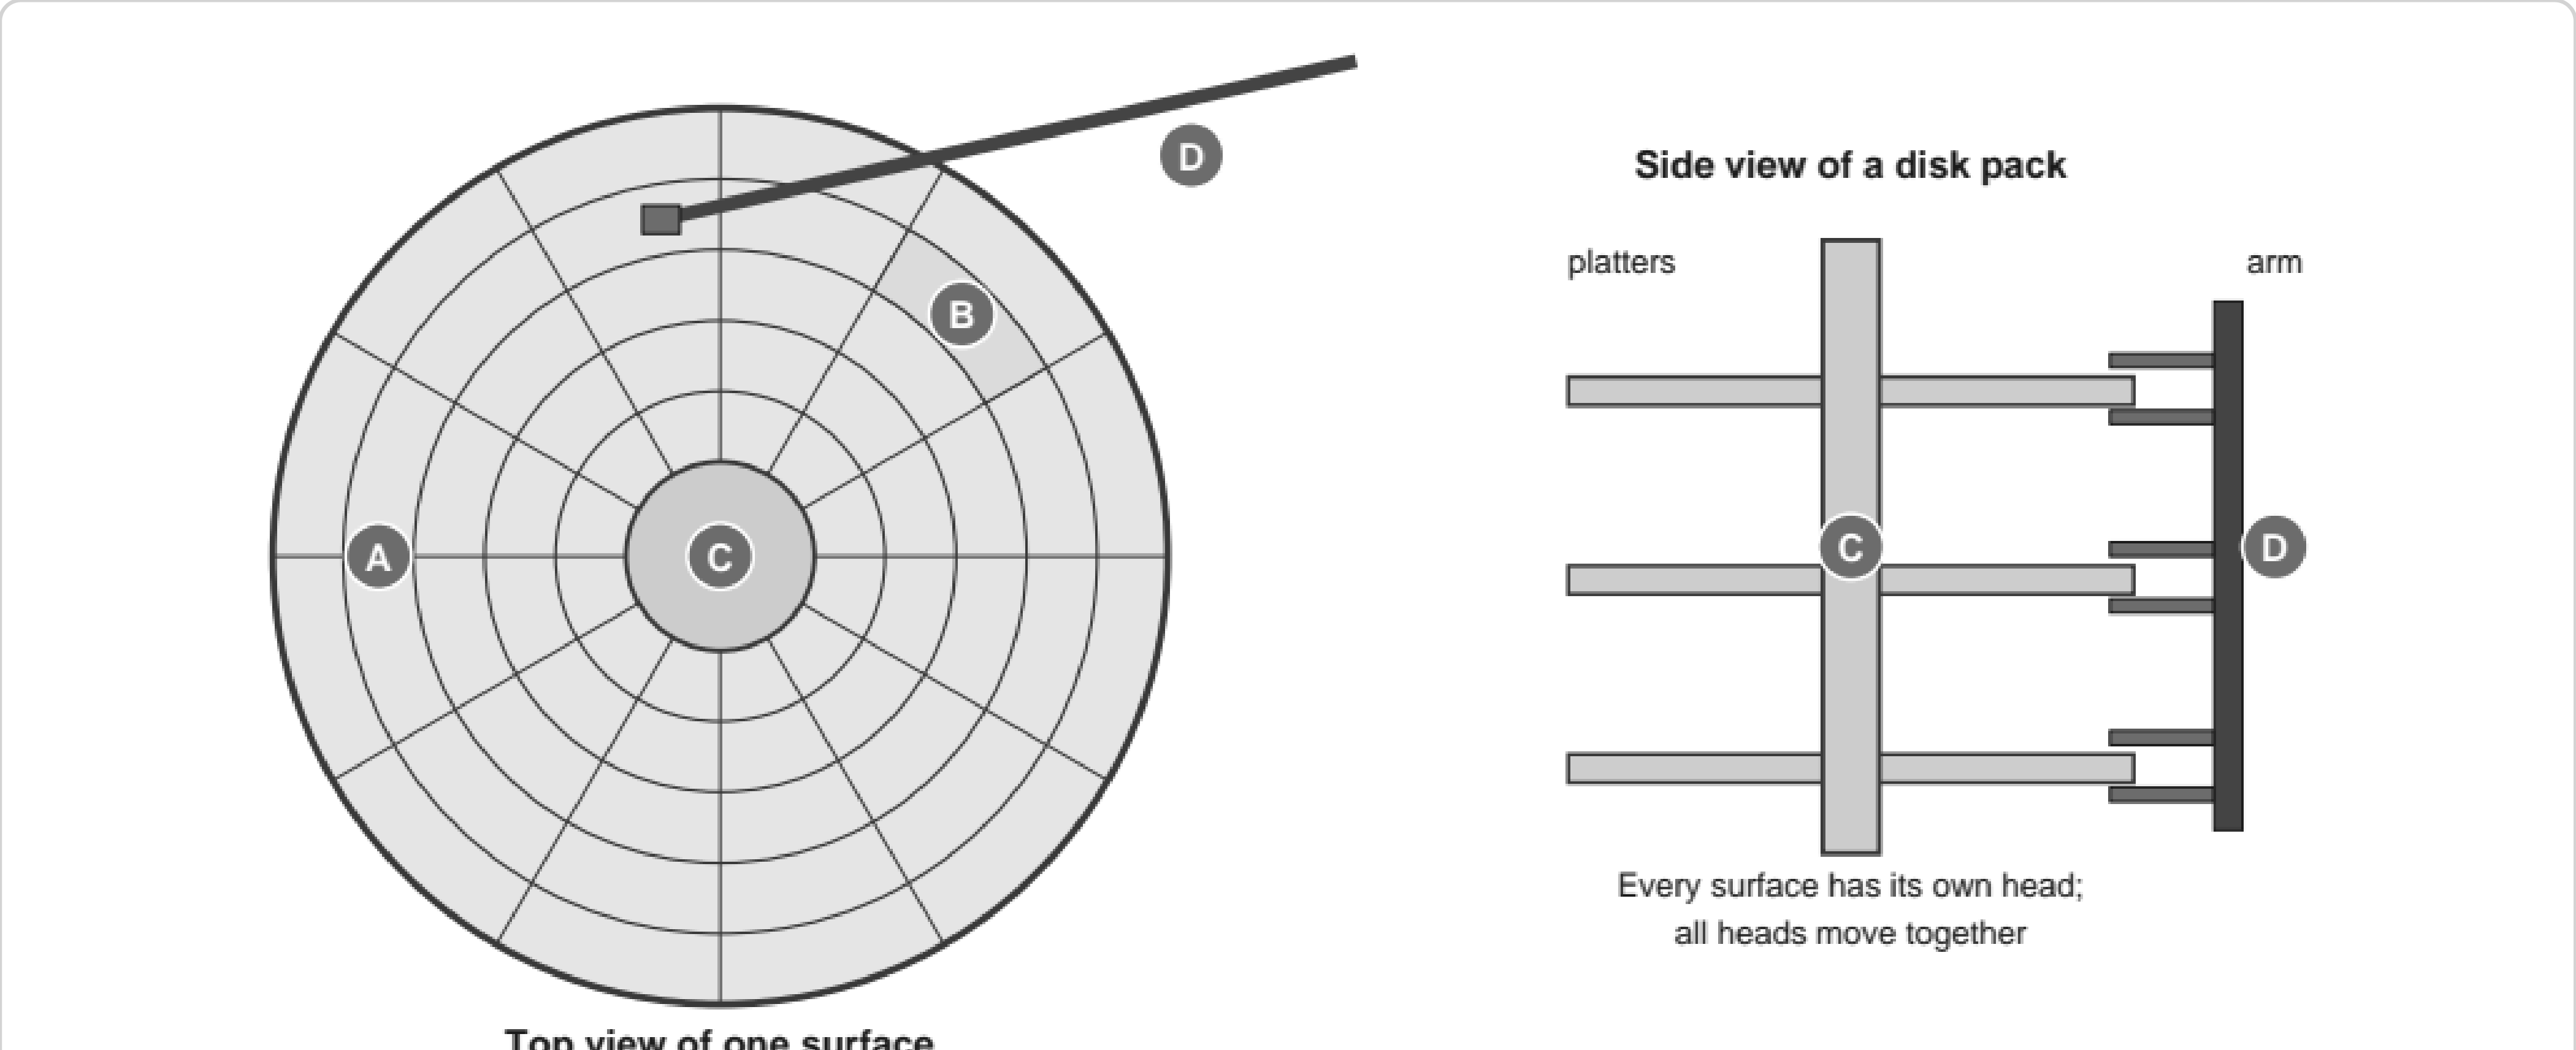 D
B
A
C
Top view of one surface
Side view of a disk pack
platters
arm
C
D
Every surface has its own head;
all heads move together